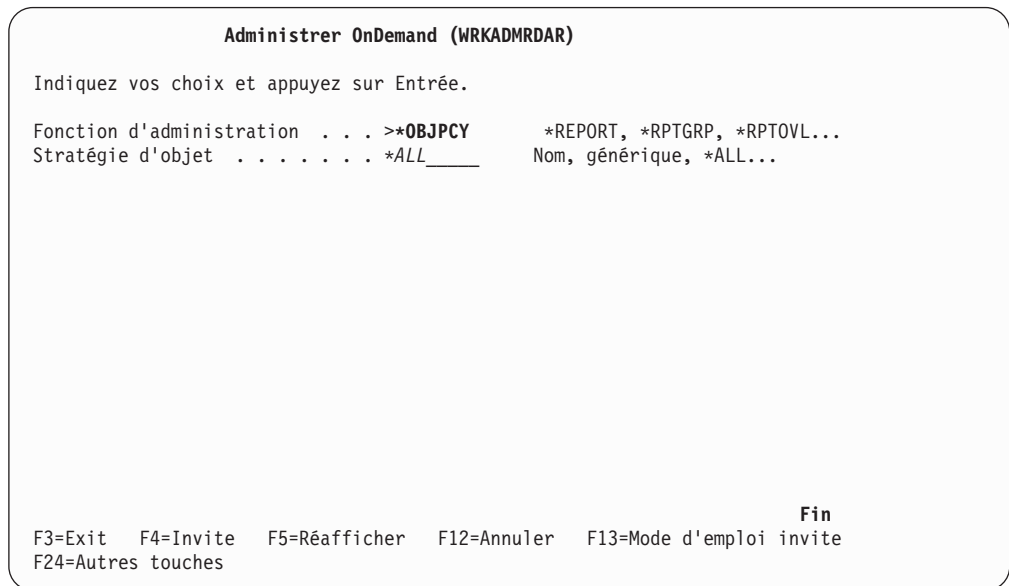 Administrer OnDemand (WRKADMRDAR)
Indiquez vos choix et appuyez sur Entrée.
Fonction d'administration . . . >*OBJPCY *REPORT, *RPTGRP, *RPTOVL...
Stratégie d'objet . . . . . . . *ALL_____ Nom, générique, *ALL...
Fin
F3=Exit F4=Invite F5=Réafficher F12=Annuler F13=Mode d'emploi invite
F24=Autres touches